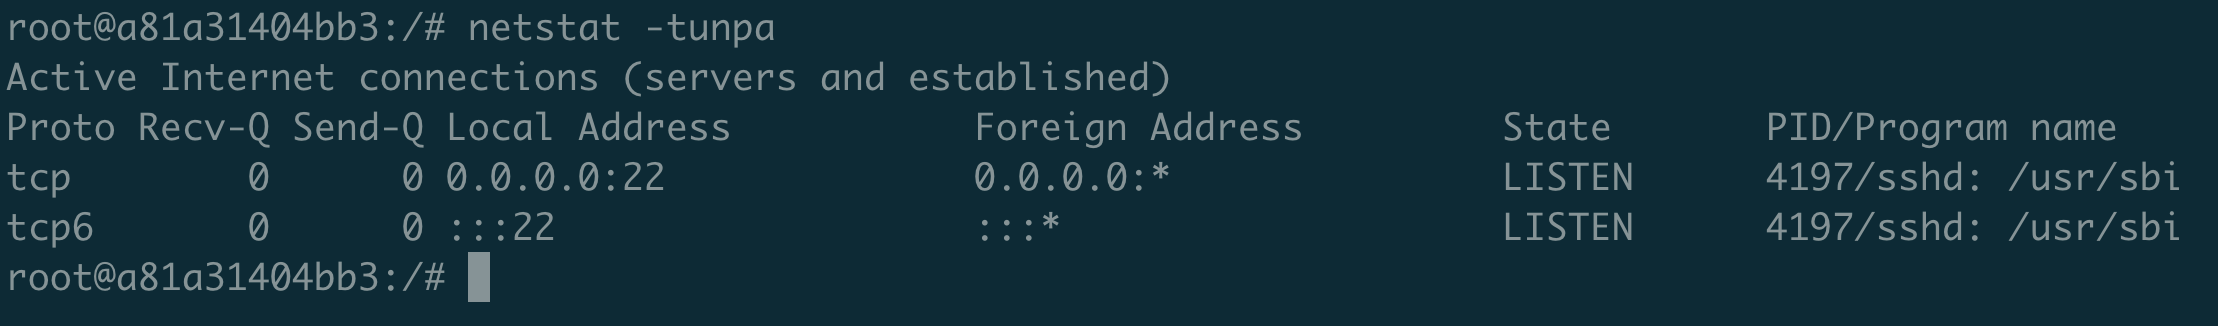 root@a81a31404bb3:/# netstat -tunpa
Active Internet connections (servers and established)
Proto Recv-Q Send-Q Local Address           Foreign Address         State       PID/Program name
tcp        0      0 0.0.0.0:22              0.0.0.0:*               LISTEN      4197/sshd: /usr/sbi
tcp6       0      0 :::22                   :::*                    LISTEN      4197/sshd: /usr/sbi
root@a81a31404bb3:/#